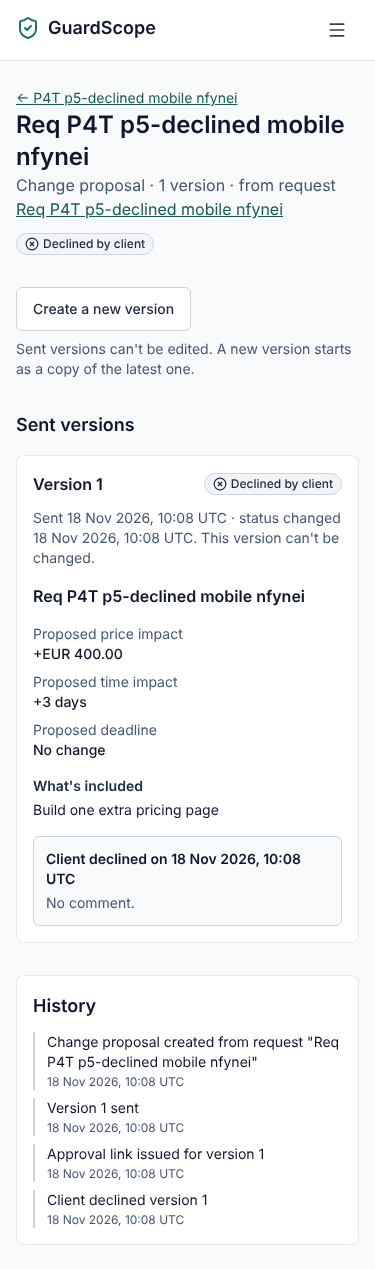 GuardScope
← P4T p5-declined mobile nfynei
Req P4T p5-declined mobile
nfynei
Change proposal · 1 version · from request
Req P4T p5-declined mobile nfynei
Declined by client
Create a new version
Sent versions can't be edited. A new version starts
as a copy of the latest one.
Sent versions
Version 1
Declined by client
Sent 18 Nov 2026, 10:08 UTC · status changed
18 Nov 2026, 10:08 UTC. This version can't be
changed.
Req P4T p5-declined mobile nfynei
Proposed price impact
+EUR 400.00
Proposed time impact
+3 days
Proposed deadline
No change
What's included
Build one extra pricing page
Client declined on 18 Nov 2026, 10:08
UTC
No comment.
History
Change proposal created from request "Req
P4T p5-declined mobile nfynei"
18 Nov 2026, 10:08 UTC
Version 1 sent
18 Nov 2026, 10:08 UTC
Approval link issued for version 1
18 Nov 2026, 10:08 UTC
Client declined version 1
18 Nov 2026, 10:08 UTC